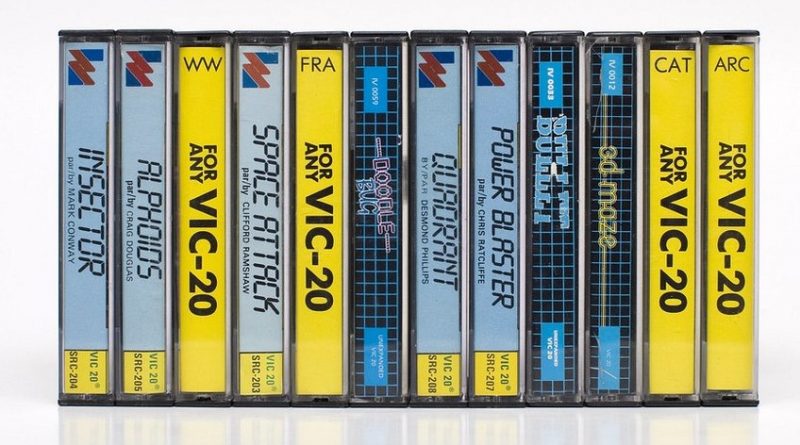 INSECTOR
par/by MARK CONWAY
VIC 20®
SRC-204
ALPHOIDS
par/by CRAIG DOUGLAS
VIC 20®
SRC-205
WW
FOR
ANY
VIC-20
SPACE ATTACK
par/by CLIFFORD RAMSHAW
VIC 20®
SRC-203
FRA
FOR
ANY
VIC-20
IV 0059
DOODLE
BUG
UNEXPANDED
VIC 20
QUADRANT
BY/PAR DESMOND PHILLIPS
VIC 20®
SRC-208
POWER BLASTER
par/by CHRIS RATCLIFFE
VIC 20®
SRC-207
IV 0033
BULLET
UNEXPANDED
VIC 20
IV 0012
3d maze
VIC 20
CAT
FOR
ANY
VIC-20
ARC
FOR
ANY
VIC-20